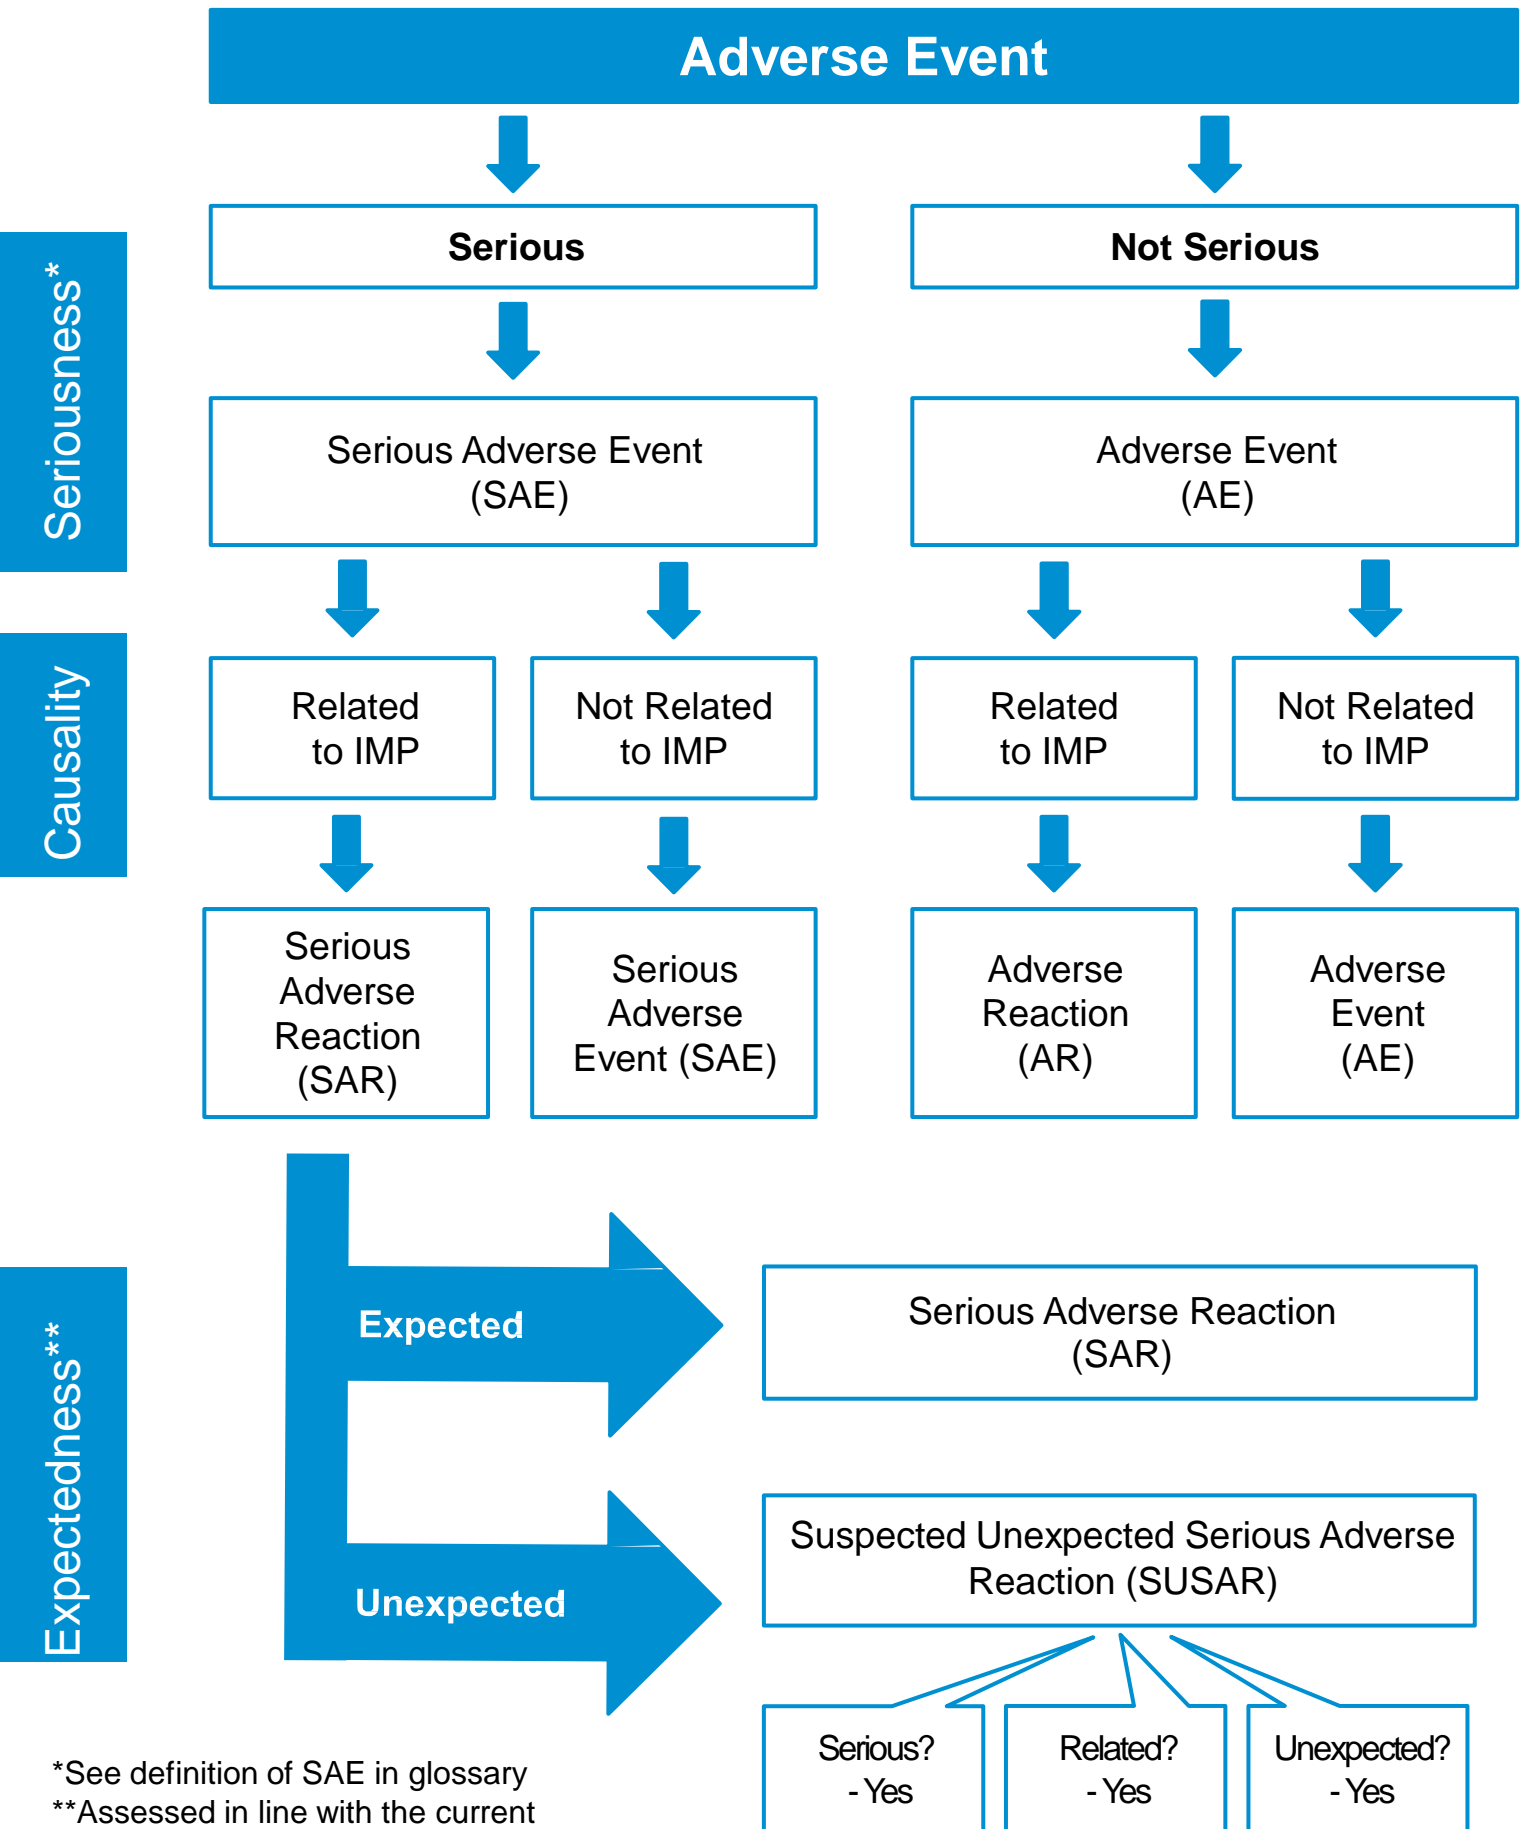 Adverse Event
Serious
Not Serious
Seriousness*
Serious Adverse Event
(SAE)
Adverse Event
(AE)
Causality
Related
to IMP
Not Related
to IMP
Related
to IMP
Not Related
to IMP
Serious
Adverse
Reaction
(SAR)
Serious
Adverse
Event (SAE)
Adverse
Reaction
(AR)
Adverse
Event
(AE)
Expectedness**
Expected
Serious Adverse Reaction
(SAR)
Unexpected
Suspected Unexpected Serious Adverse
Reaction (SUSAR)
Serious?
- Yes
Related?
- Yes
Unexpected?
- Yes
*See definition of SAE in glossary
**Assessed in line with the current